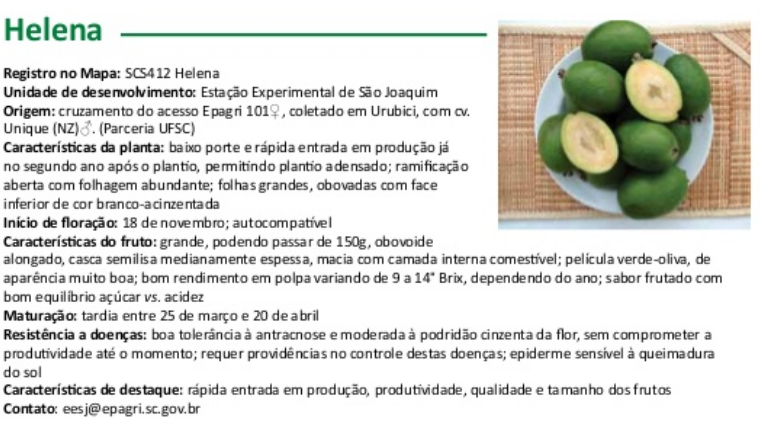 Helena
Registro no Mapa: SCS412 Helena
Unidade de desenvolvimento: Estação Experimental de São Joaquim
Origem: cruzamento do acesso Epagri 101♀, coletado em Urubici, com cv.
Unique (NZ)♂. (Parceria UFSC)
Características da planta: baixo porte e rápida entrada em produção já
no segundo ano após o plantio, permitindo plantio adensado; ramificação
aberta com folhagem abundante; folhas grandes, obovadas com face
inferior de cor branco-acinzentada
Início de floração: 18 de novembro; autocompatível
Características do fruto: grande, podendo passar de 150g, obovoide
alongado, casca semilisa medianamente espessa, macia com camada interna comestível; película verde-oliva, de
aparência muito boa; bom rendimento em polpa variando de 9 a 14° Brix, dependendo do ano; sabor frutado com
bom equilíbrio açúcar vs. acidez
Maturação: tardia entre 25 de março e 20 de abril
Resistência a doenças: boa tolerância à antracnose e moderada à podridão cinzenta da flor, sem comprometer a
produtividade até o momento; requer providências no controle destas doenças; epiderme sensível à queimadura
do sol
Características de destaque: rápida entrada em produção, produtividade, qualidade e tamanho dos frutos
Contato: eesj@epagri.sc.gov.br